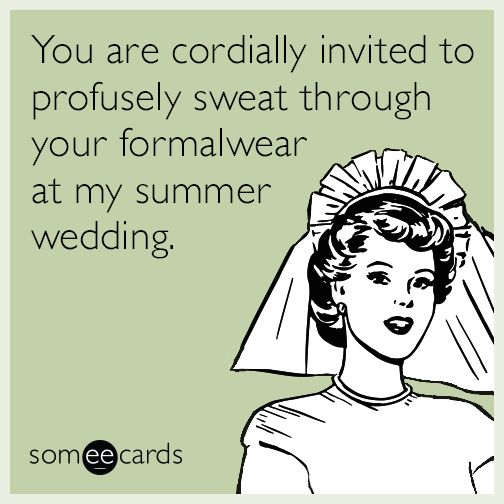 You are cordially invited to
profusely sweat through
your formalwear
at my summer
wedding.
someecards